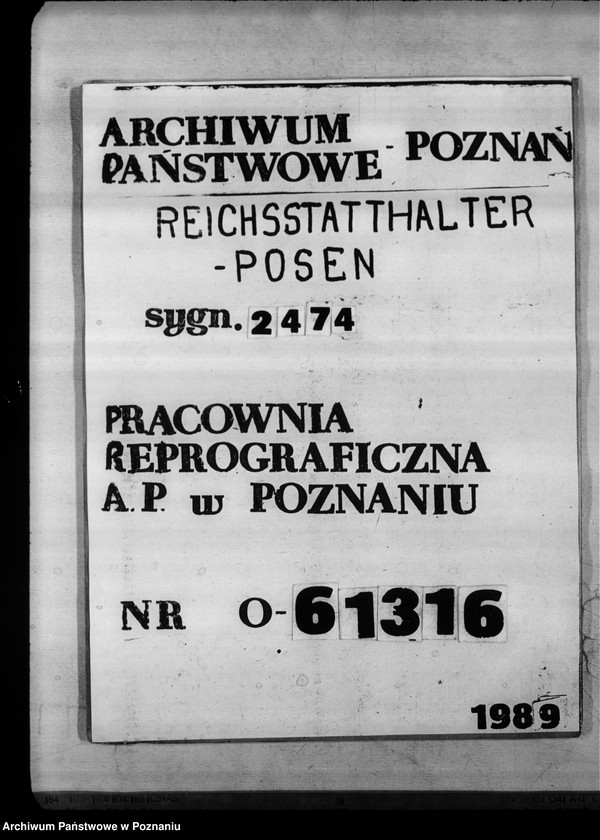 ARCHIWUM
PAŃSTWOWE - POZNAŃ
REICHSSTATTHALTER
-POSEN
sygn. 2474
PRACOWNIA
REPROGRAFICZNA
A.P. w POZNANIU
NR O-61316
1989
Archiwum Państwowe w Poznaniu